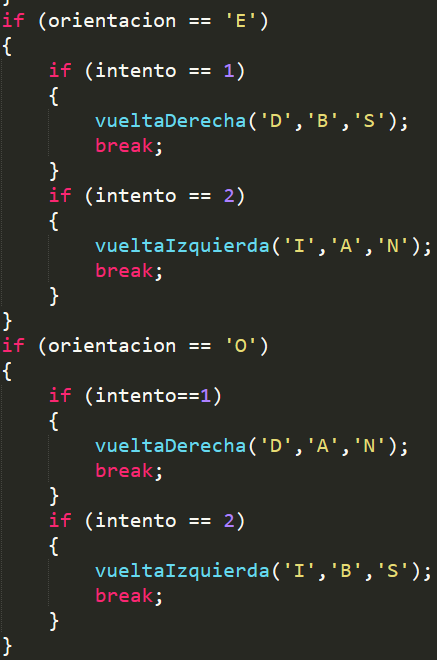 }
if (orientacion == 'E')
{
    if (intento == 1)
    {
        vueltaDerecha('D','B','S');
        break;
    }
    if (intento == 2)
    {
        vueltaIzquierda('I','A','N');
        break;
    }
}
if (orientacion == 'O')
{
    if (intento==1)
    {
        vueltaDerecha('D','A','N');
        break;
    }
    if (intento == 2)
    {
        vueltaIzquierda('I','B','S');
        break;
    }
}